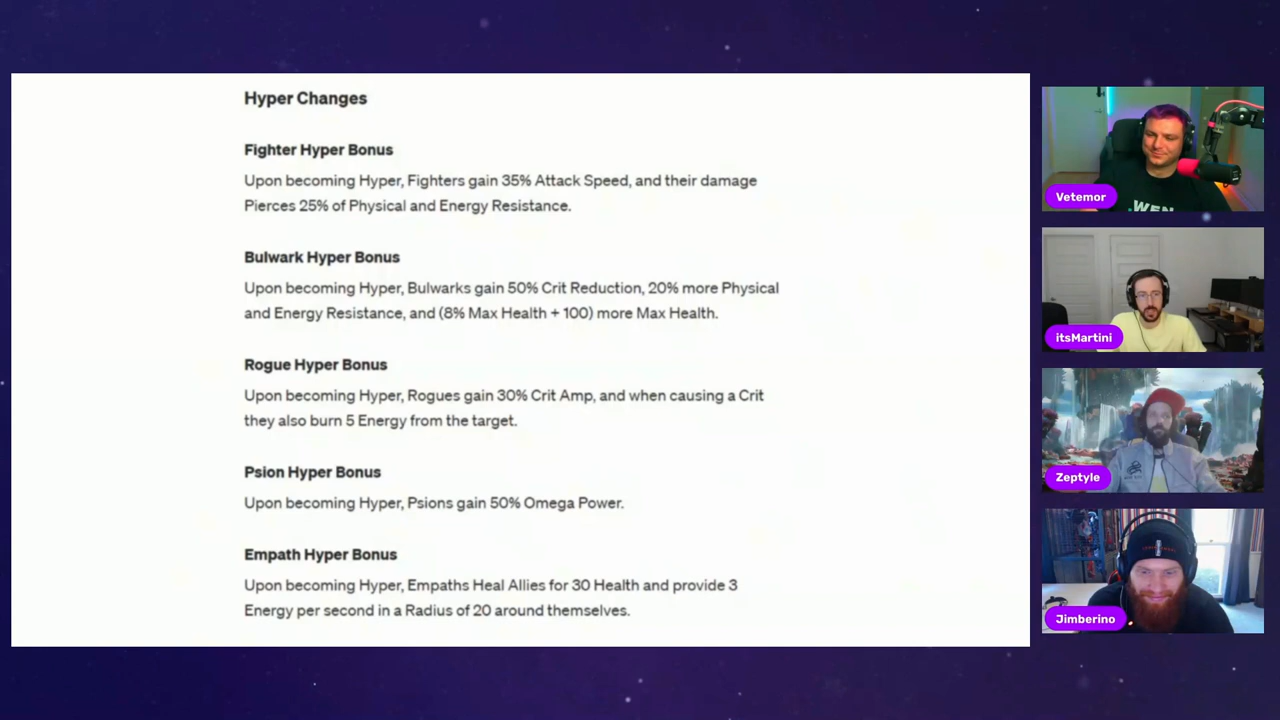 Hyper Changes
Fighter Hyper Bonus
Upon becoming Hyper, Fighters gain 35% Attack Speed, and their damage
Pierces 25% of Physical and Energy Resistance.
Bulwark Hyper Bonus
Upon becoming Hyper, Bulwarks gain 50% Crit Reduction, 20% more Physical
and Energy Resistance, and (8% Max Health + 100) more Max Health.
Rogue Hyper Bonus
Upon becoming Hyper, Rogues gain 30% Crit Amp, and when causing a Crit
they also burn 5 Energy from the target.
Psion Hyper Bonus
Upon becoming Hyper, Psions gain 50% Omega Power.
Empath Hyper Bonus
Upon becoming Hyper, Empaths Heal Allies for 30 Health and provide 3
Energy per second in a Radius of 20 around themselves.
Vetemor
itsMartini
Zeptyle
Jimberino